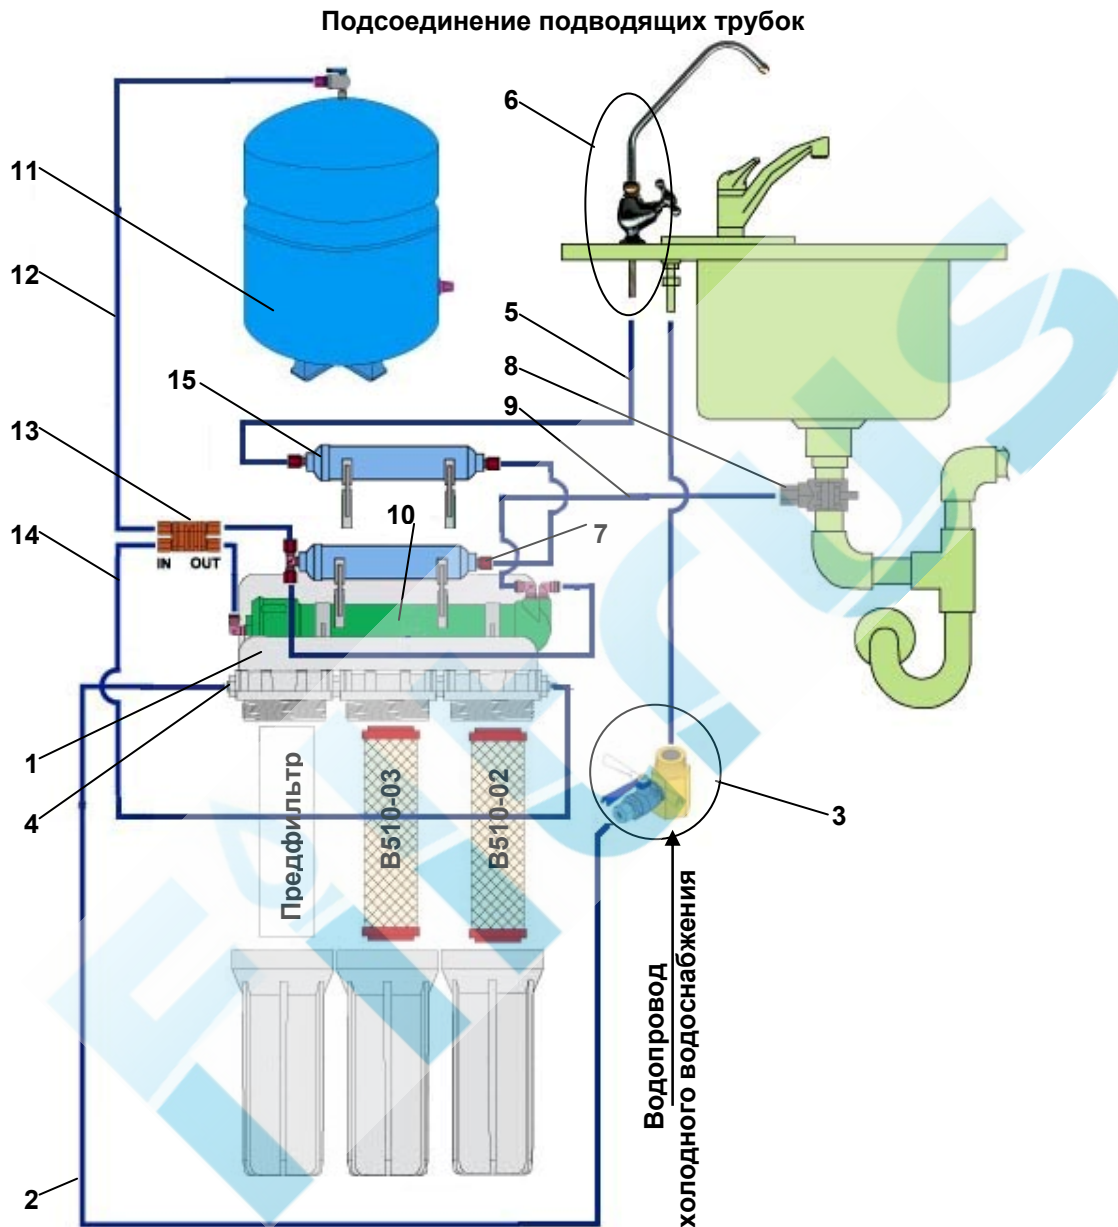 Подсоединение подводящих трубок
6
11
12
5
8
15
9
13
10
7
14
IN OUT
1
4
3
2
Предфильтр
B510-03
B510-02
Водопровод
холодного водоснабжения